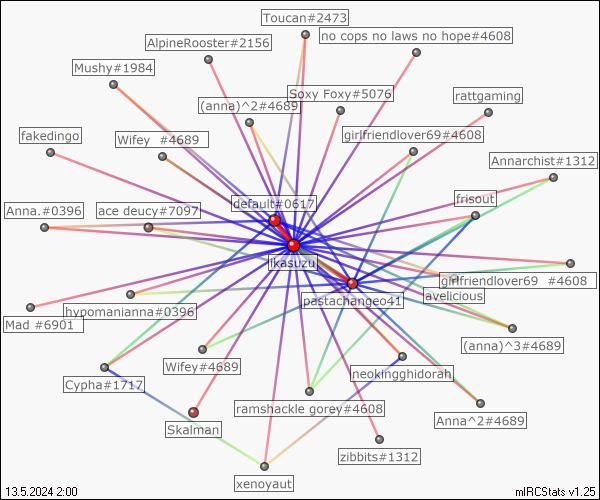 Toucan#2473
no cops no laws no hope#4608
AlpineRooster#2156
Mushy#1984
Soxy Foxy#5076
rattgaming
(anna)^2#4689
fakedingo
Wifey #4689
girlfriendlover69#4608
Annarchist#1312
default#0617
frisout
Anna.#0396
ace deucy#7097
ikasuzu
girlfriendlover69 #4608
pastachangeo41
avelicious
hypomanianna#0396
Mad #6901
(anna)^3#4689
Wifey#4689
neokingghidorah
Cypha#1717
ramshackle gorey#4608
Anna^2#4689
Skalman
zibbits#1312
xenoyaut
13.5.2024 2:00
mIRCStats v1.25